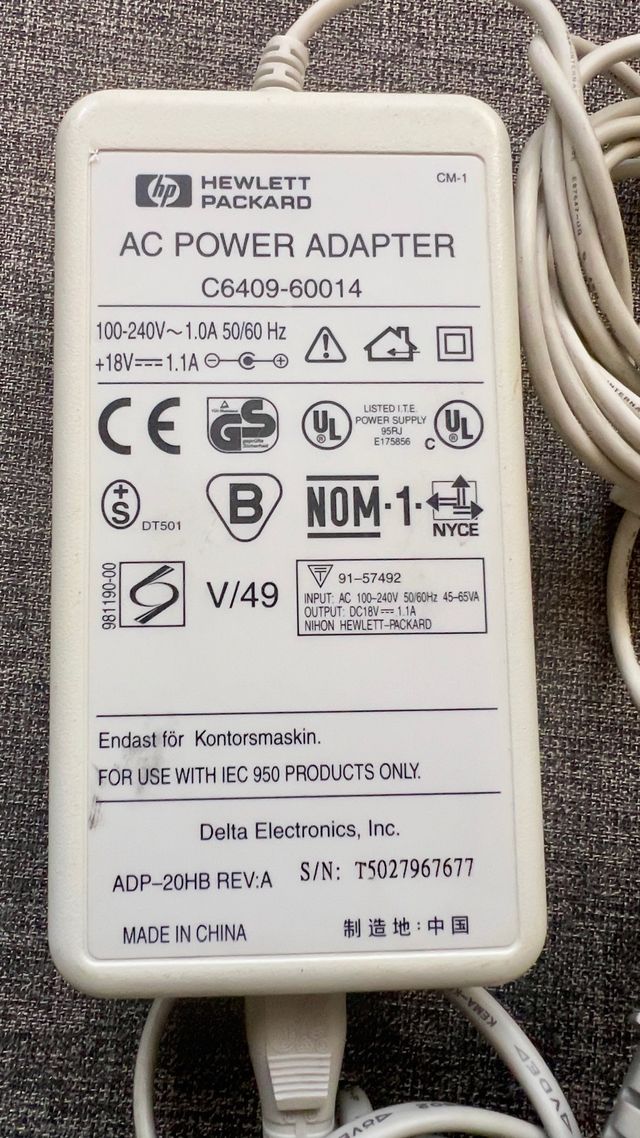 hp HEWLETT
PACKARD
CM-1
AC POWER ADAPTER
C6409-60014
100-240V~ 1.0A 50/60 Hz
+18V⎓1.1A
CE
GS
geprüfte
Sicherheit
UL
LISTED I.T.E.
POWER SUPPLY
95RJ
E175856
C UL
+
S
DT501
B
NOM-1-
NYCE
981190-00
V/49
T 91-57492
INPUT: AC 100-240V 50/60Hz 45-65VA
OUTPUT: DC18V⎓ 1.1A
NIHON HEWLETT-PACKARD
Endast för Kontorsmaskin.
FOR USE WITH IEC 950 PRODUCTS ONLY.
Delta Electronics, Inc.
ADP-20HB REV:A
S/N: T5027967677
MADE IN CHINA
制造地:中国
KEMA-K